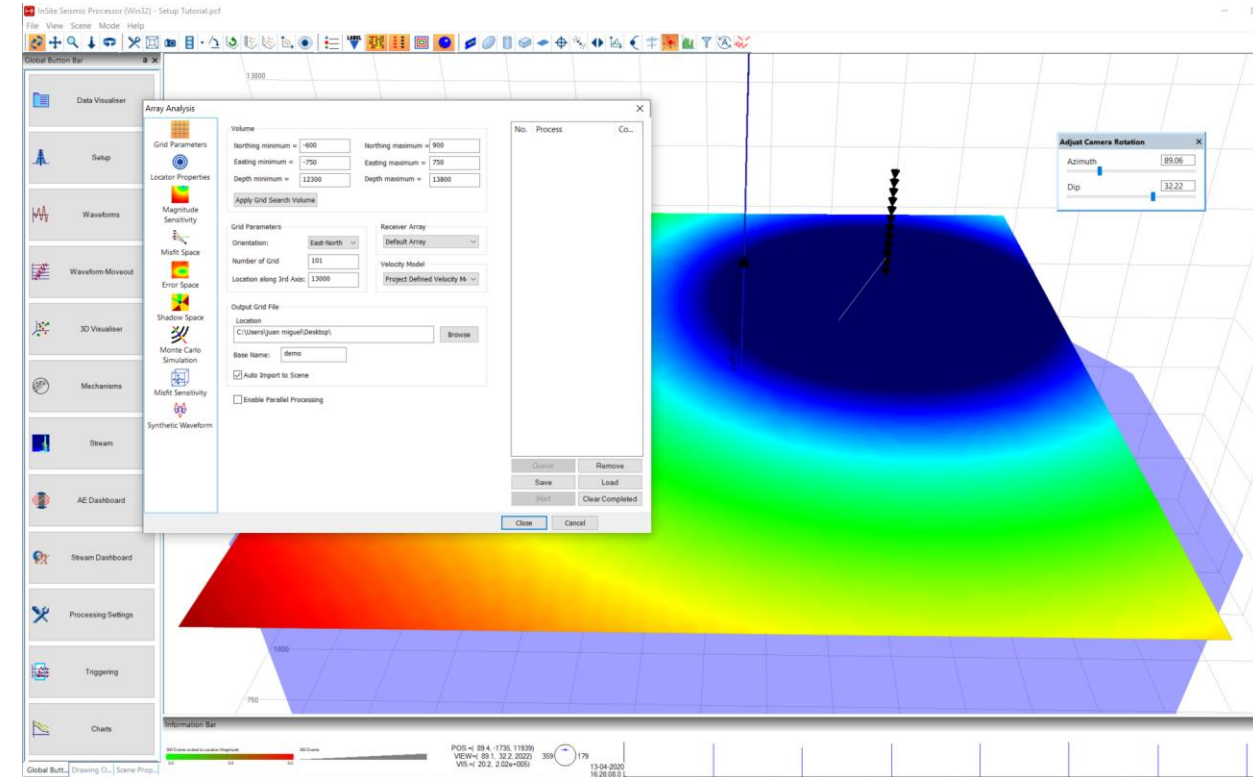 InSite Seismic Processor (Win32) - Setup Tutorial.pcf
File View Scene Mode Help
Global Button Bar
Data Visualiser
Setup
Waveforms
Waveform-Moveout
3D Visualiser
Mechanisms
Stream
AE Dashboard
Stream Dashboard
Processing Settings
Triggering
Charts
Global Butt... Drawing O... Scene Prop...
13000
Array Analysis
Grid Parameters
Locator Properties
Magnitude
Sensitivity
Misfit Space
Error Space
Shadow Space
Monte Carlo
Simulation
Misfit Sensitivity
Synthetic Waveform
Volume
Northing minimum = -600 Northing maximum = 900
Easting minimum = -750 Easting maximum = 750
Depth minimum = 12300 Depth maximum = 13800
Apply Grid Search Volume
Grid Parameters
Orientation: East-North
Number of Grid 101
Location along 3rd Axis: 13000
Receiver Array
Default Array
Velocity Model
Project Defined Velocity M
Output Grid File
Location
C:\Users\juan miguel\Desktop\
Browse
Base Name: demo
Auto Import to Scene
Enable Parallel Processing
No. Process Co...
Queue Remove
Save Load
Start Clear Completed
Close Cancel
Adjust Camera Rotation
Azimuth 89.06
Dip 32.22
1000
750
Information Bar
POS.=( 89.4, -1735, 11939)
VIEW=( 89.1, 32.2, 2022)
VIS.=( 20.2, 2.02e+005)
359 179
13-04-2020
16:28:08.0